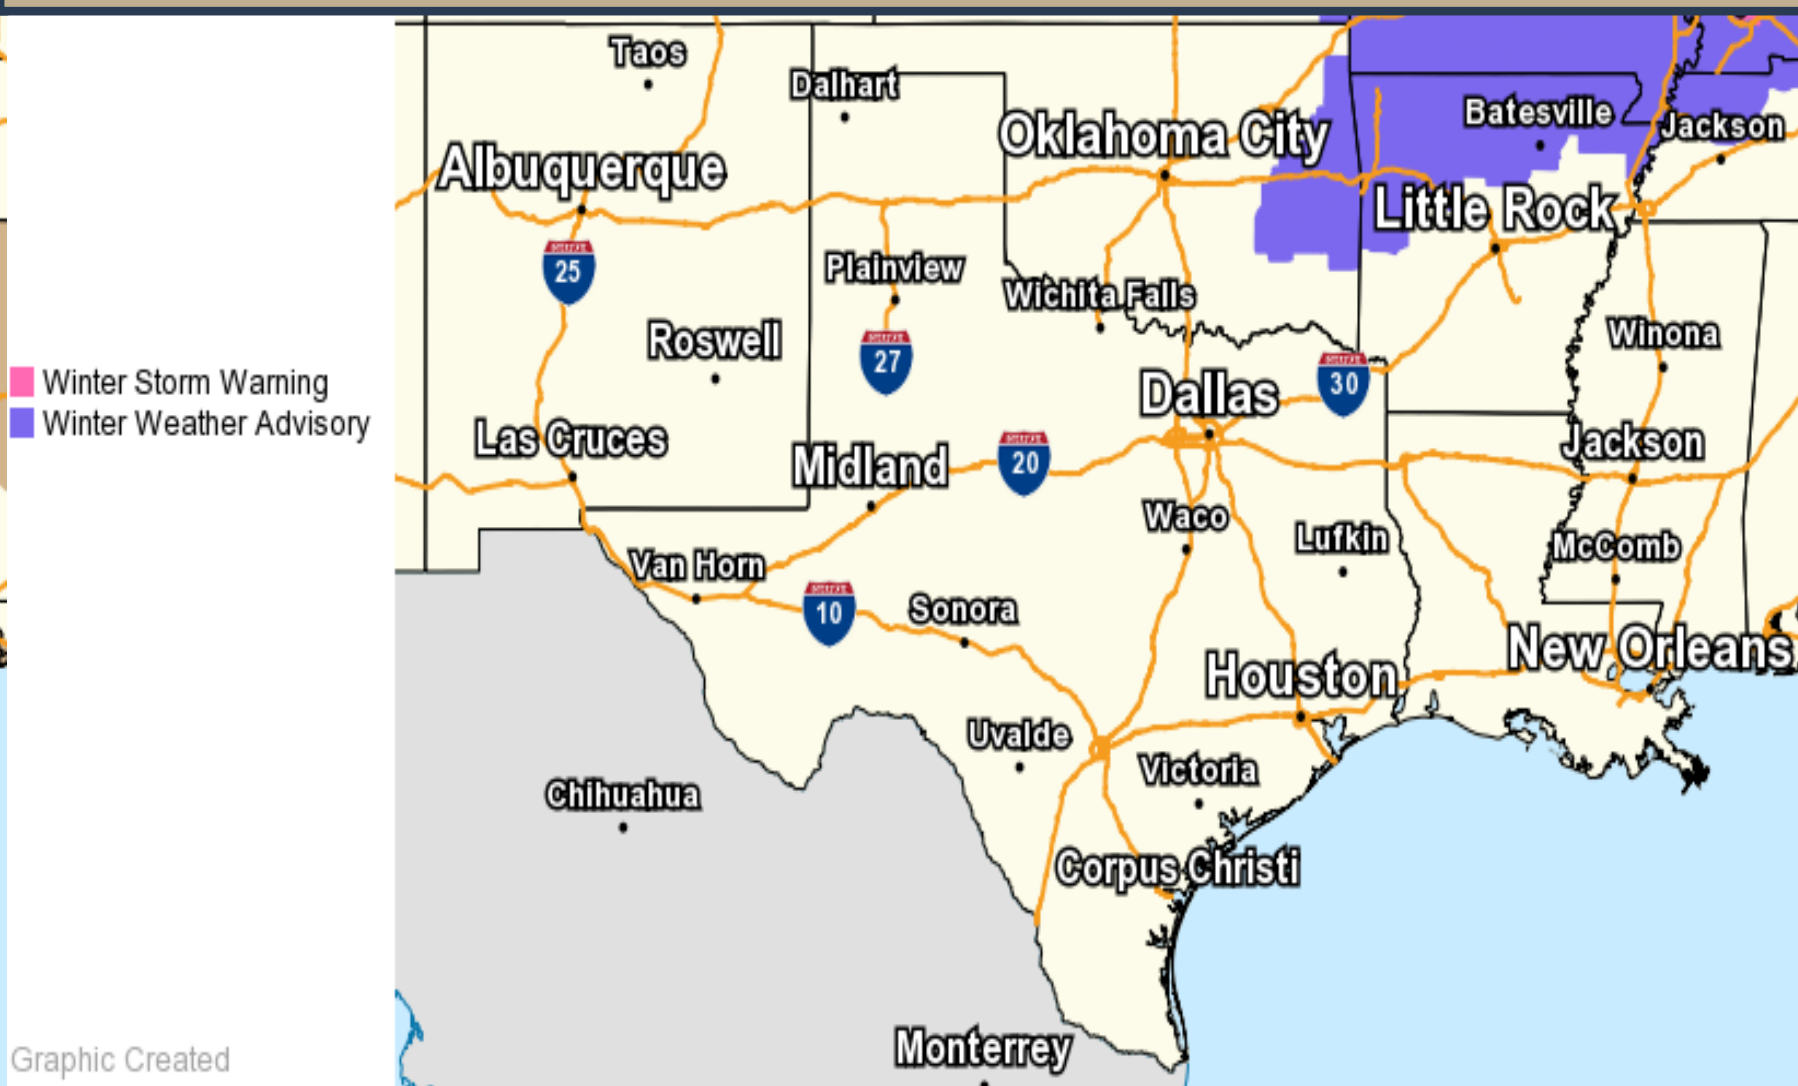 Taos
Dalhart
Batesville
Jackson
Oklahoma City
Albuquerque
Little Rock
25
Plainview
Wichita Falls
Roswell
27
Winona
30
Winter Storm Warning
Dallas
Winter Weather Advisory
Las Cruces
Jackson
Midland
20
Waco
Lufkin
McComb
Van Horn
10
Sonora
New Orleans
Houston
Uvalde
Victoria
Chihuahua
Corpus Christi
Monterrey
Graphic Created